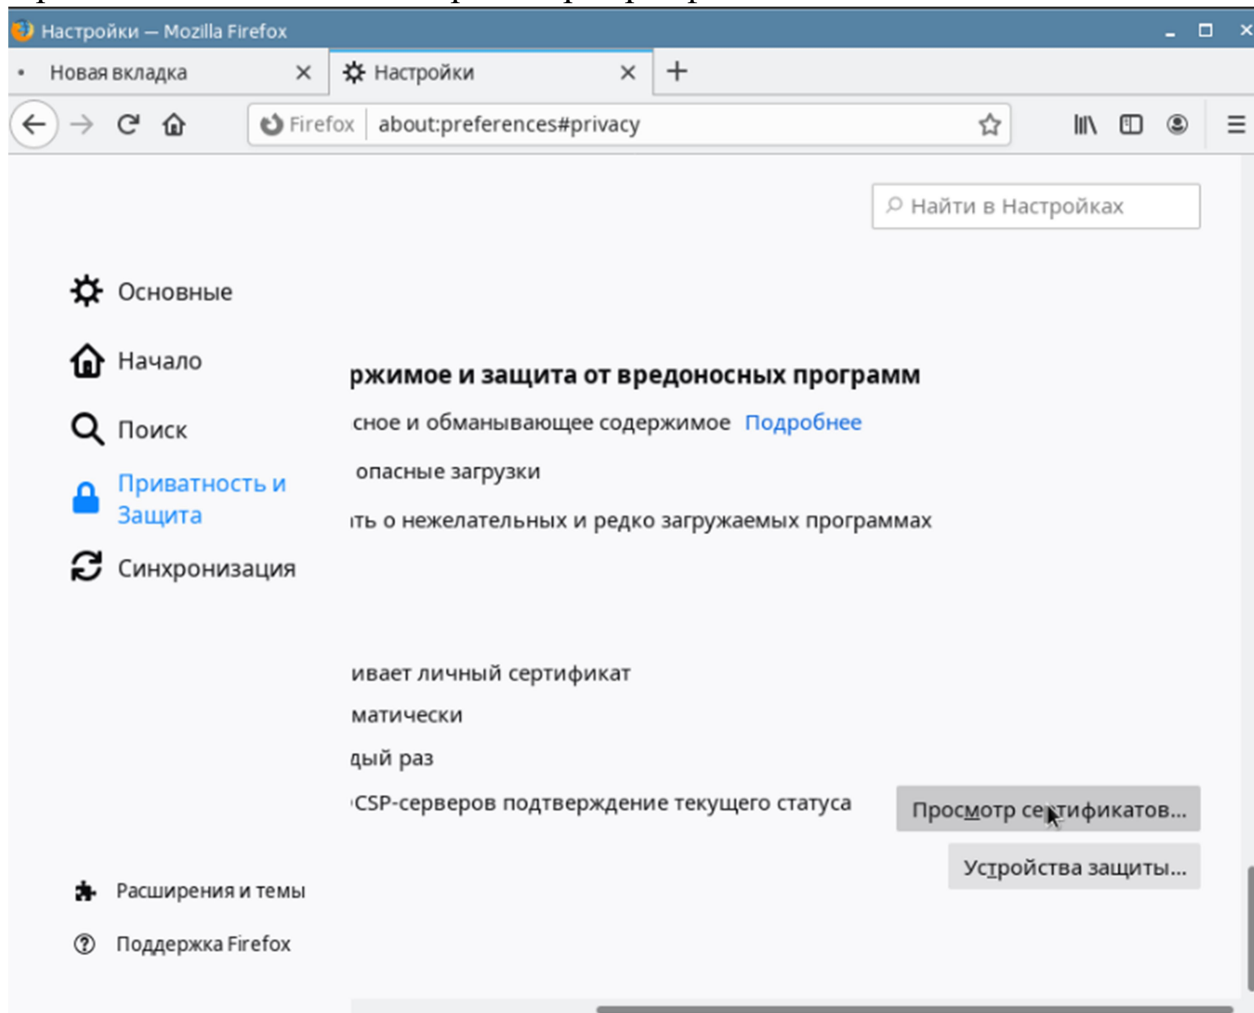 Настройки — Mozilla Firefox
Новая вкладка
Настройки
Firefox
about:preferences#privacy
Найти в Настройках
Основные
Начало
Поиск
Приватность и
Защита
Синхронизация
ржимое и защита от вредоносных программ
сное и обманывающее содержимое Подробнее
опасные загрузки
ть о нежелательных и редко загружаемых программах
ивает личный сертификат
матически
дый раз
CSP-серверов подтверждение текущего статуса
Просмотр сертификатов...
Устройства защиты...
Расширения и темы
Поддержка Firefox